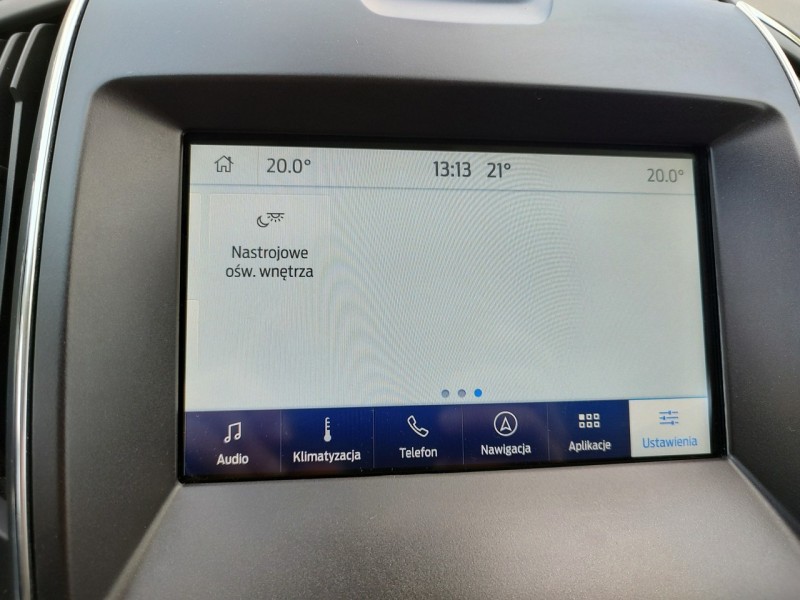 20.0° 13:13 21° 20.0°
Nastrojowe
ośw. wnętrza
Audio Klimatyzacja Telefon Nawigacja Aplikacje Ustawienia